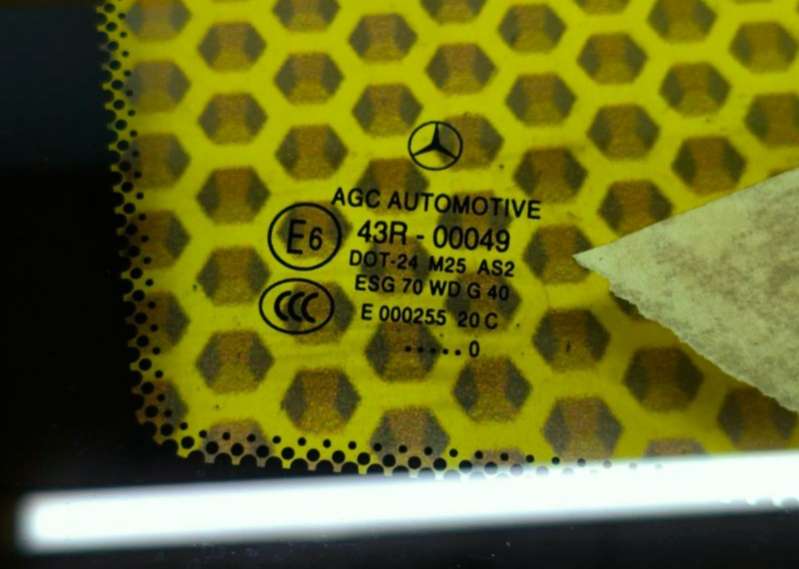 AGC AUTOMOTIVE
E6 43R - 00049
DOT-24 M25 AS2
ESG 70 WD G 40
CCC E 000255 20 C
.....0